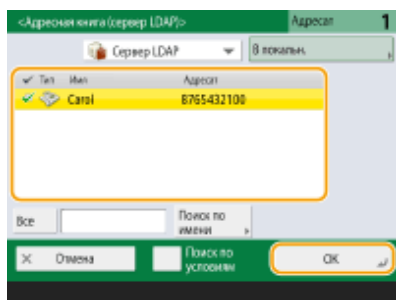 <Адресная книга (сервер LDAP)>
Адресат 1
Сервер LDAP
В локальн.
✓ Тип Имя Адресат
✓ Carol 8765432100
Все
Поиск по
имени
× Отмена
Поиск по
условиям
OK